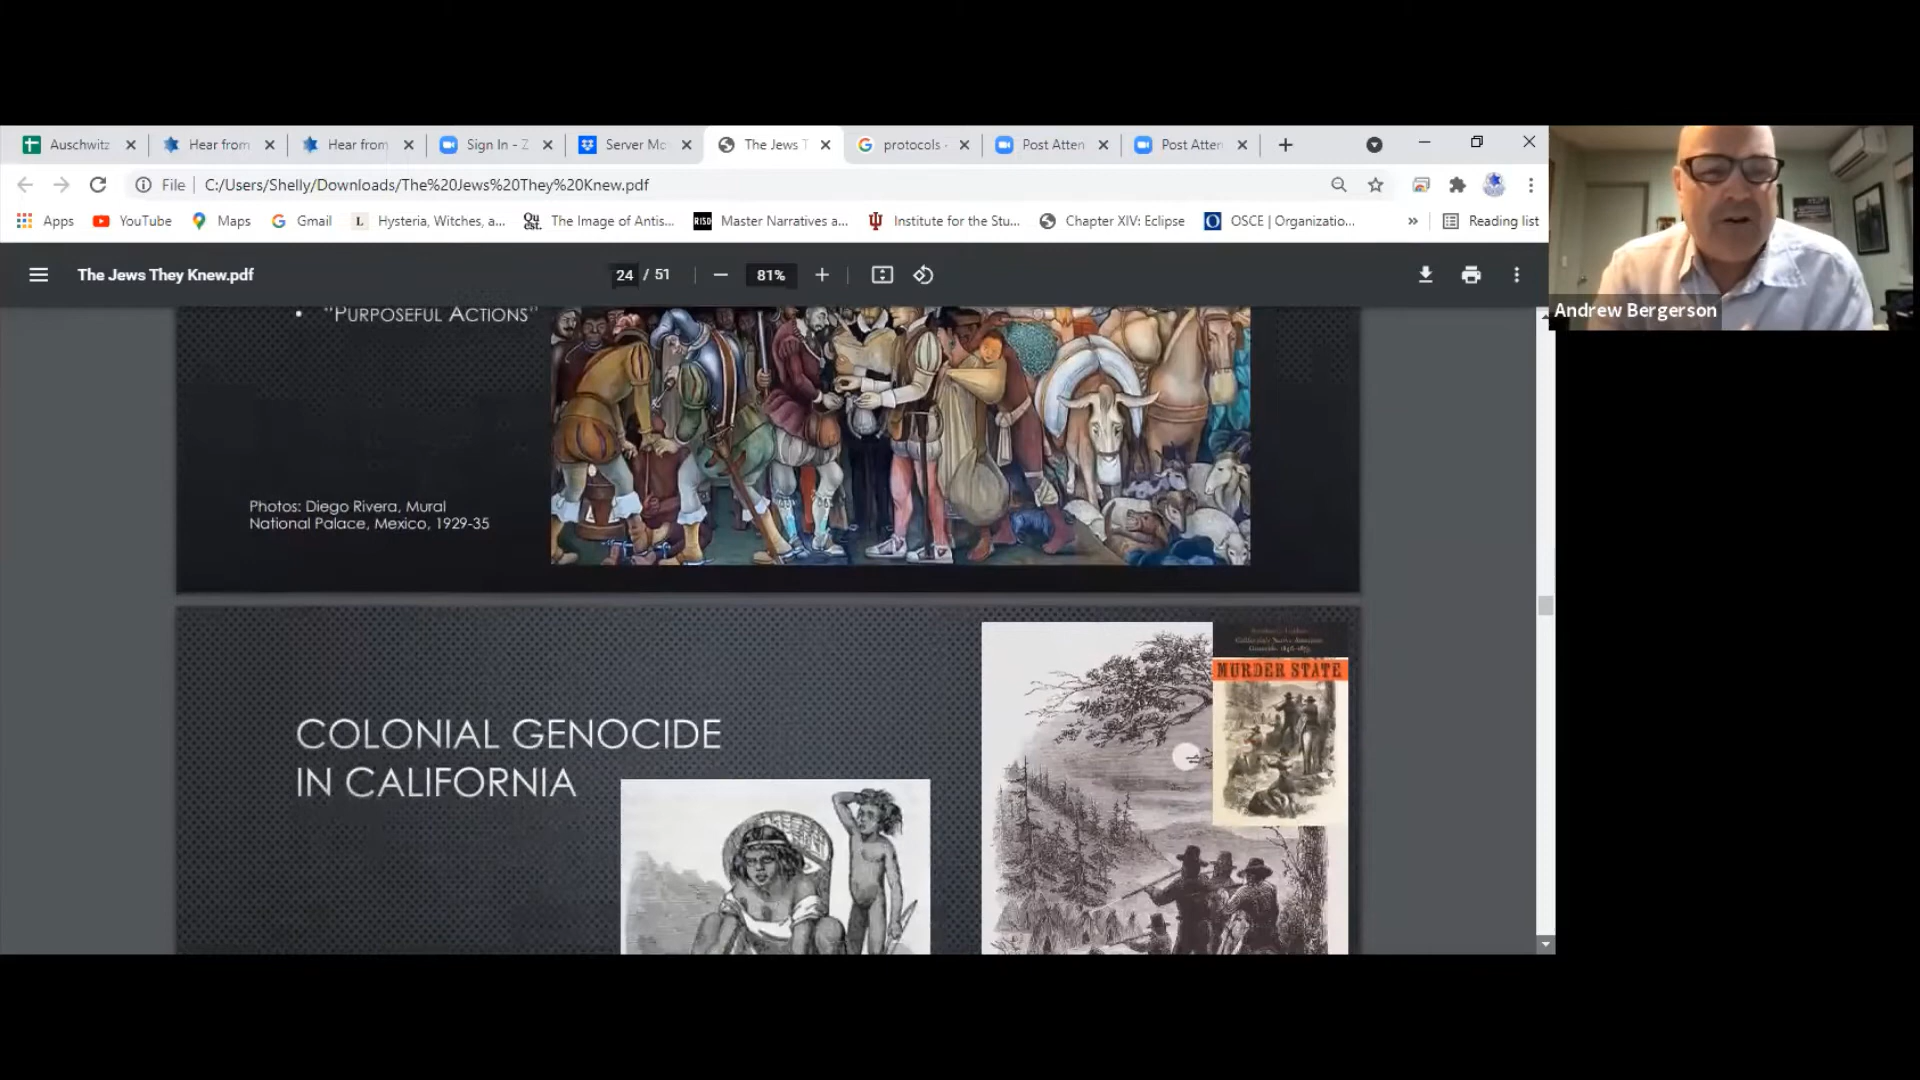 Auschwitz
Hear from
Hear from
Sign In - Z
Server Mo
The Jews T
protocols -
Post Atten
Post Atten
File
C:/Users/Shelly/Downloads/The%20Jews%20They%20Knew.pdf
Apps
YouTube
Maps
Gmail
L Hysteria, Witches, a...
Qu est. The Image of Antis...
RISD Master Narratives a...
Institute for the Stu...
Chapter XIV: Eclipse
OSCE | Organizatio...
»
Reading list
The Jews They Knew.pdf
24 / 51
81%
Andrew Bergerson
• "PURPOSEFUL ACTIONS"
Photos: Diego Rivera, Mural
National Palace, Mexico, 1929-35
COLONIAL GENOCIDE
IN CALIFORNIA
MURDER STATE